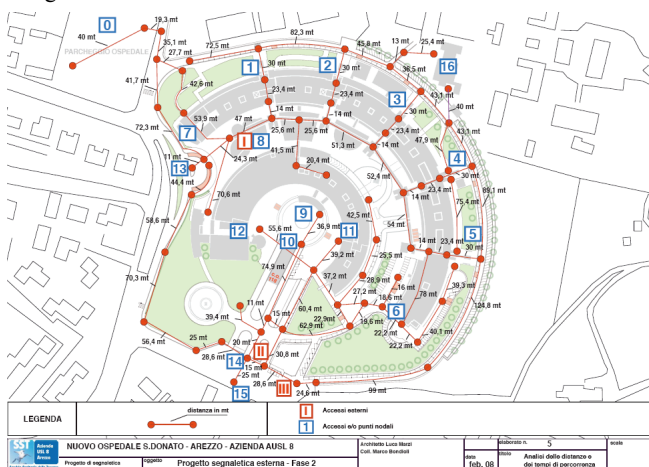 0
19,3 mt
40 mt
35,1 mt
PARCHEGGIO OSPEDALE
27,7 mt
72,5 mt
82,3 mt
45,8 mt
13 mt
25,4 mt
1
2
16
30 mt
30 mt
36,5 mt
41,7 mt
42,6 mt
23,4 mt
23,4 mt
3
43,1 mt
40 mt
30 mt
14 mt
14 mt
53,9 mt
47 mt
23,4 mt
43,1 mt
72,3 mt
7
I
8
25,6 mt
25,6 mt
14 mt
47,9 mt
24,3 mt
41,5 mt
51,3 mt
4
11 mt
13
20,4 mt
52,4 mt
30 mt
44,4 mt
23,4 mt
89,1 mt
70,6 mt
14 mt
75,4 mt
9
42,5 mt
58,6 mt
12
55,6 mt
36,9 mt
11
54 mt
5
10
39,2 mt
25,5 mt
14 mt
23,4 mt
30 mt
70,3 mt
74,9 mt
37,2 mt
28,9 mt
16 mt
78 mt
39,3 mt
27,2 mt
18,6 mt
124,8 mt
11 mt
60,4 mt
22,9mt
6
39,4 mt
15 mt
19,6 mt
22,2 mt
56,4 mt
25 mt
20 mt
62,9 mt
22,2 mt
40,1 mt
28,6 mt
14
II
15 mt
30,8 mt
25 mt
15
28,6 mt
III
24,6 mt
99 mt
LEGENDA
distanza in mt
I
Accessi esterni
1
Accessi e/o punti nodali
SST
Azienda
USL 8
Arezzo
NUOVO OSPEDALE S.DONATO - AREZZO - AZIENDA AUSL 8
Architetto Luca Marzi
Coll. Marco Bondioli
elaborato n.
5
scala
Progetto di segnaletica
oggetto
Progetto segnaletica esterna - Fase 2
data
feb. 08
titolo
Analisi delle distanze e
dei tempi di percorrenza